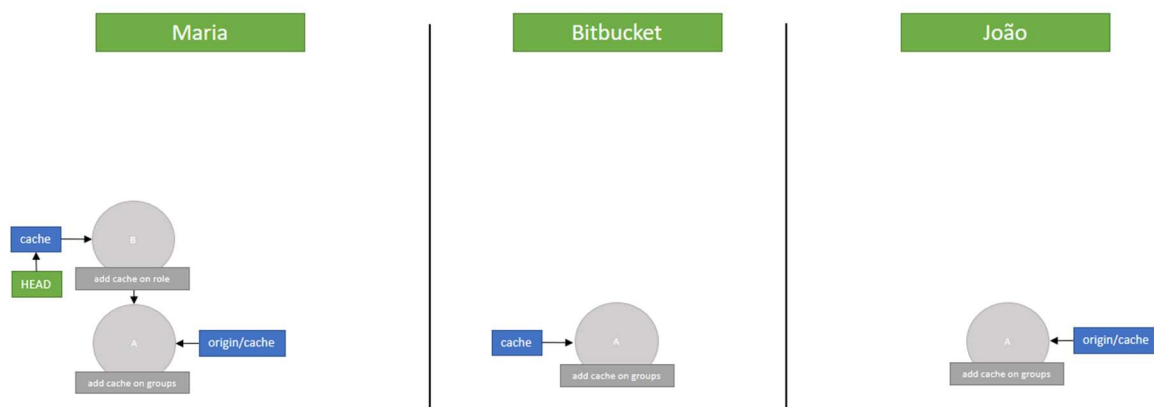 Maria
Bitbucket
João
B
cache
HEAD
add cache on role
A
origin/cache
add cache on groups
cache
A
add cache on groups
A
origin/cache
add cache on groups